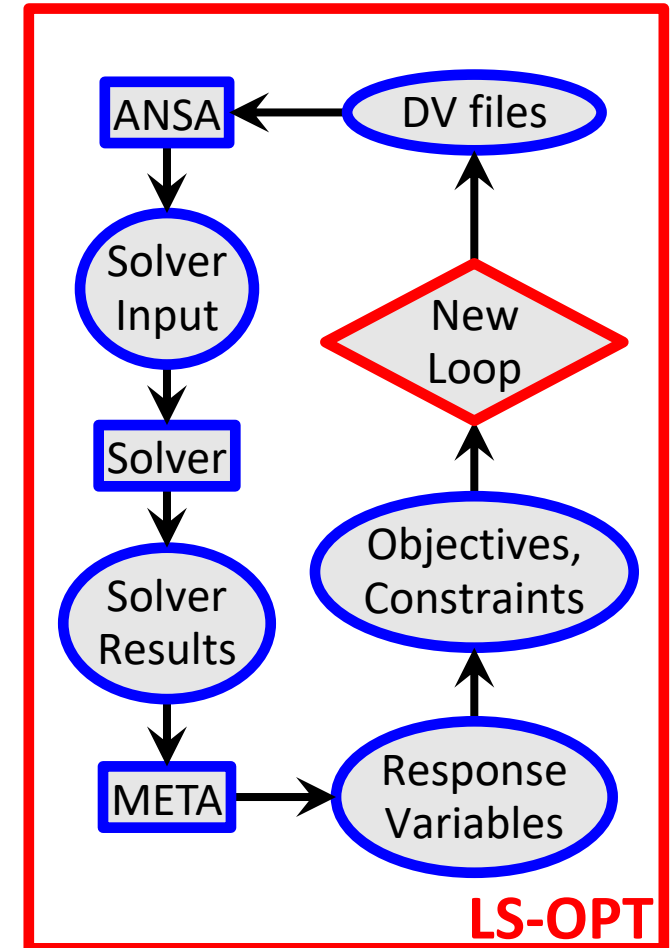 ANSA
DV files
Solver
Input
New
Loop
Solver
Objectives,
Constraints
Solver
Results
META
Response
Variables
LS-OPT